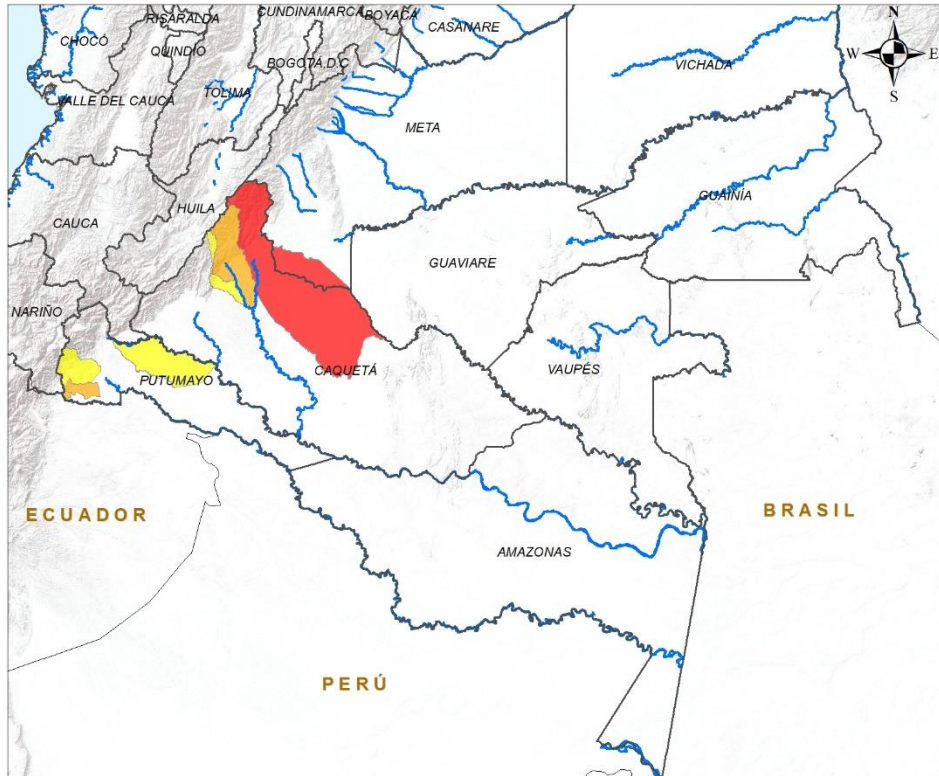 RISARALDA
CUNDINAMARCA
BOYACÁ
CASANARE
CHOCÓ
QUINDIO
BOGOTÁ D.C
VICHADA
N
W
E
S
VALLE DEL CAUCA
TOLIMA
META
CAUCA
HUILA
GUAINÍA
GUAVIARE
NARIÑO
CAQUETÁ
VAUPÉS
PUTUMAYO
ECUADOR
BRASIL
AMAZONAS
PERÚ